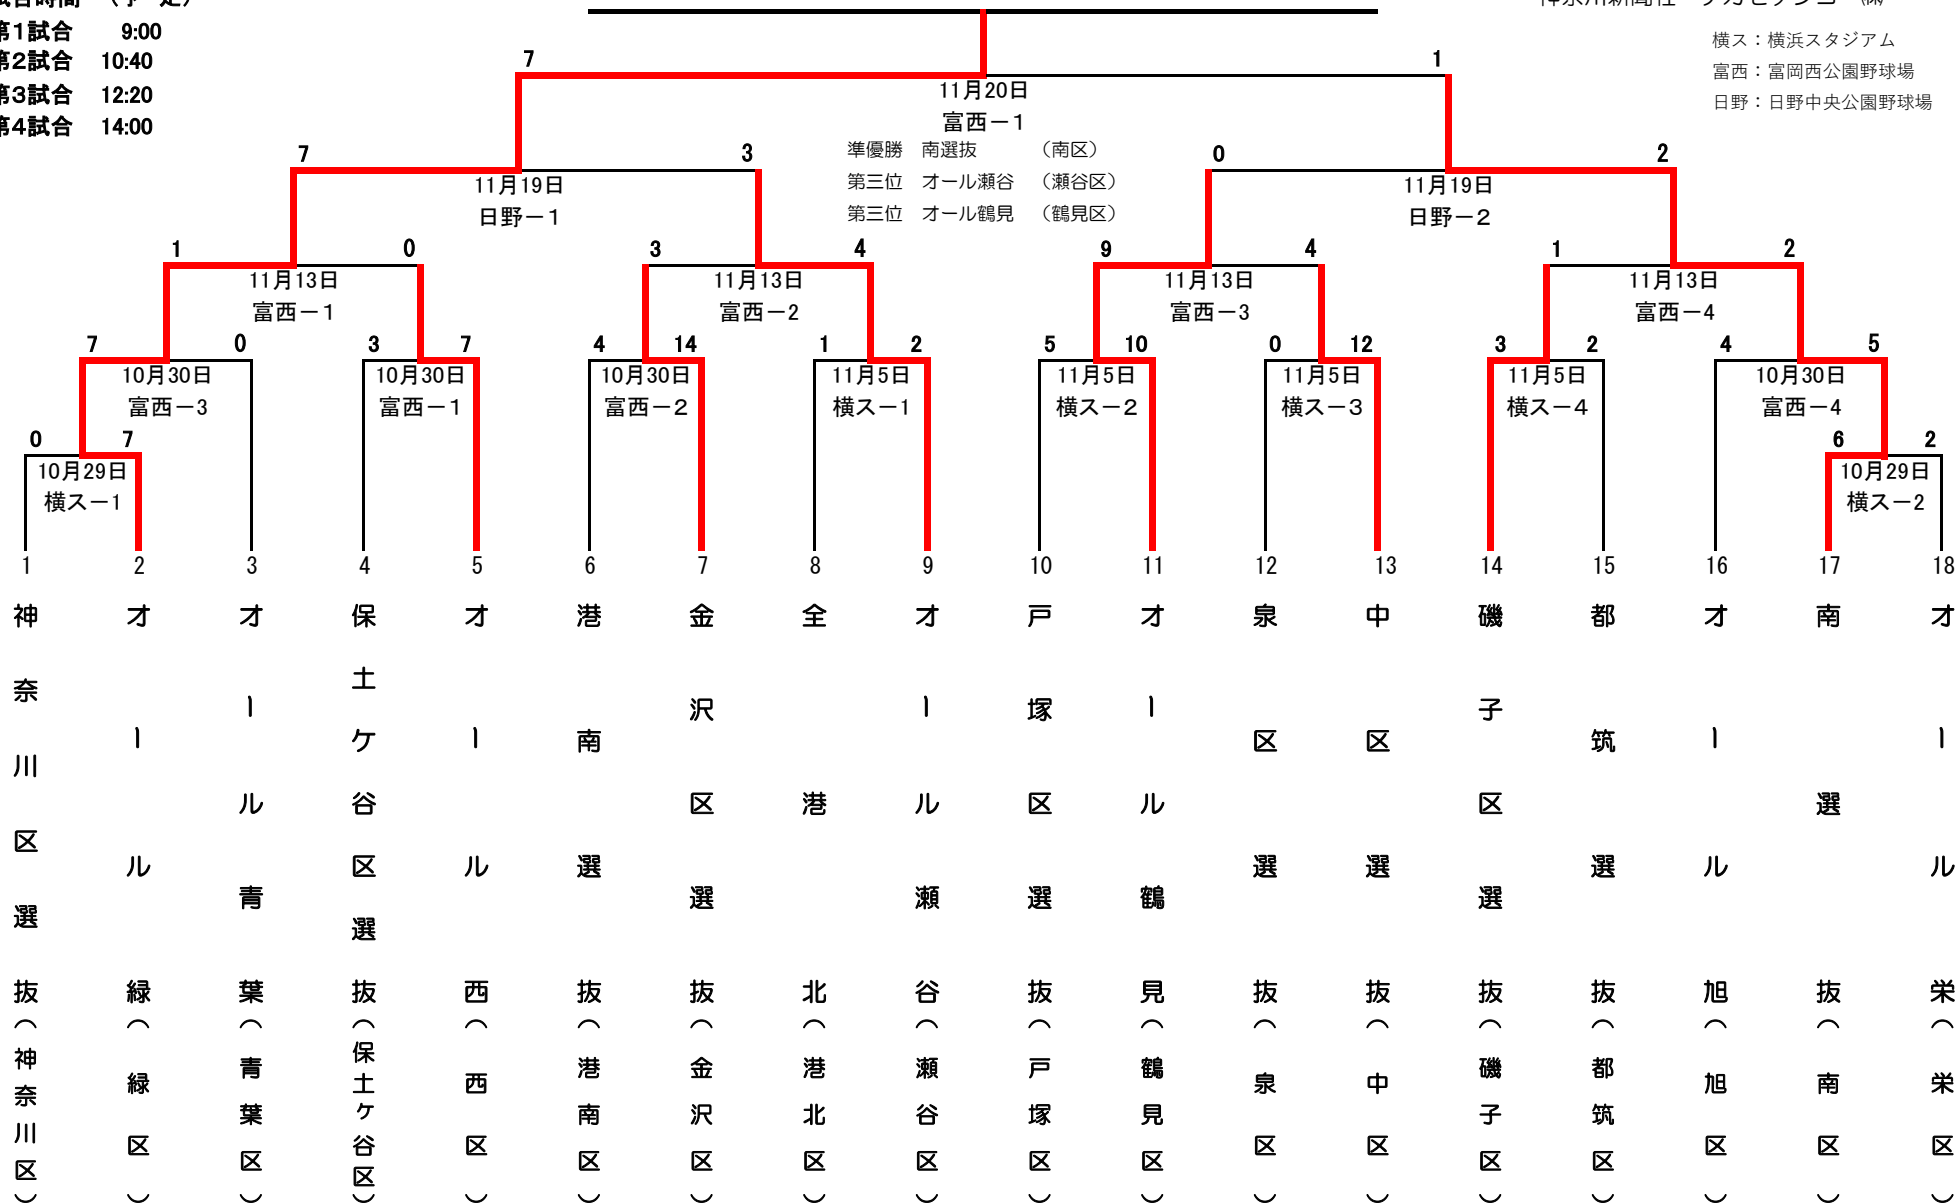 第1試合 9:00
第2試合 10:40
第3試合 12:20
第4試合 14:00
横ス：横浜スタジアム
富西：富岡西公園野球場
日野：日野中央公園野球場
7 1
11月20日
富西－1
準優勝 南選抜 （南区）
第三位 オール瀬谷 （瀬谷区）
第三位 オール鶴見 （鶴見区）
7 3 0 2
11月19日 11月19日
日野－1 日野－2
1 0 3 4 9 4 1 2
11月13日 11月13日 11月13日 11月13日
富西－1 富西－2 富西－3 富西－4
7 0 3 7 4 14 1 2 5 10 0 12 3 2 4 5
10月30日 10月30日 10月30日 11月5日 11月5日 11月5日 11月5日 10月30日
富西－3 富西－1 富西－2 横ス－1 横ス－2 横ス－3 横ス－4 富西－4
0 7 6 2
10月29日 10月29日
横ス－1 横ス－2
1 2 3 4 5 6 7 8 9 10 11 12 13 14 15 16 17 18
神奈川区選抜（神奈川区）
オール緑（緑区）
オール青葉（青葉区）
保土ケ谷区選抜（保土ケ谷区）
オール西（西区）
港南選抜（港南区）
金沢区選抜（金沢区）
全港北（港北区）
オール瀬谷（瀬谷区）
戸塚区選抜（戸塚区）
オール鶴見（鶴見区）
泉区選抜（泉区）
中区選抜（中区）
磯子区選抜（磯子区）
都筑選抜（都筑区）
オール旭（旭区）
南選抜（南区）
オール栄（栄区）